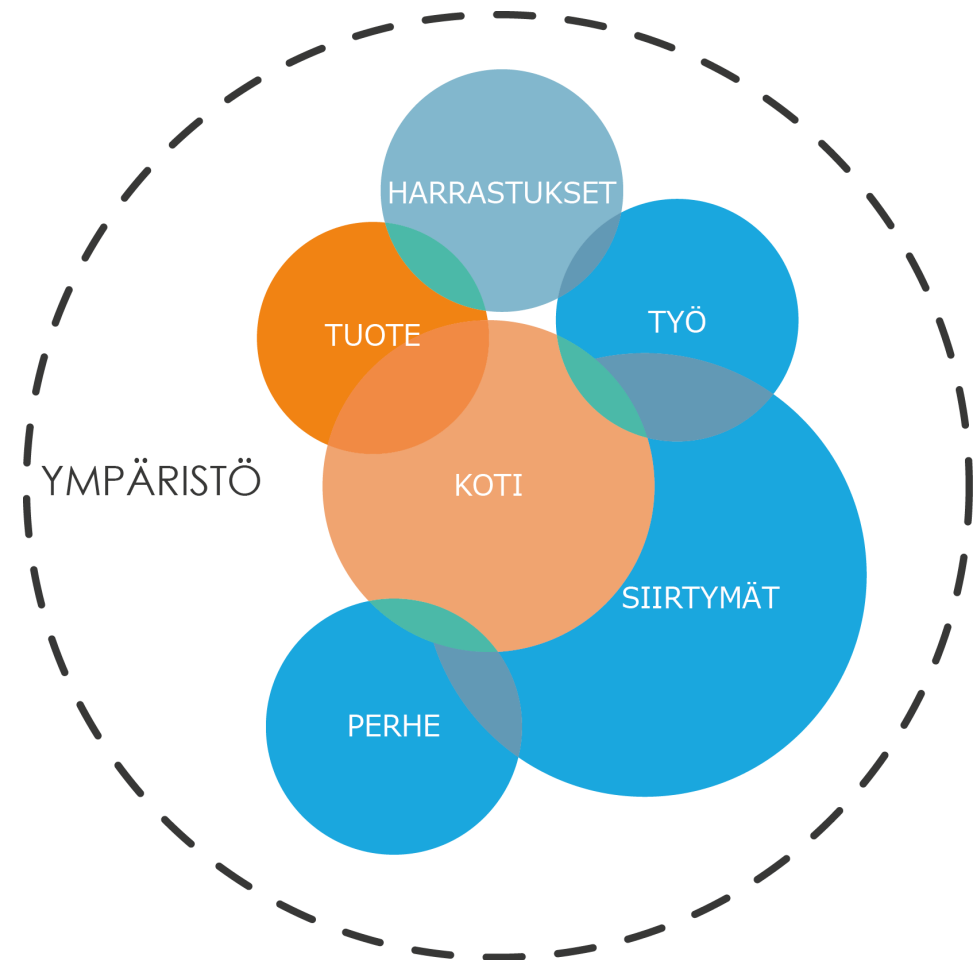 HARRASTUKSET
TYÖ
TUOTE
YMPÄRISTÖ
KOTI
SIIRTYMÄT
PERHE